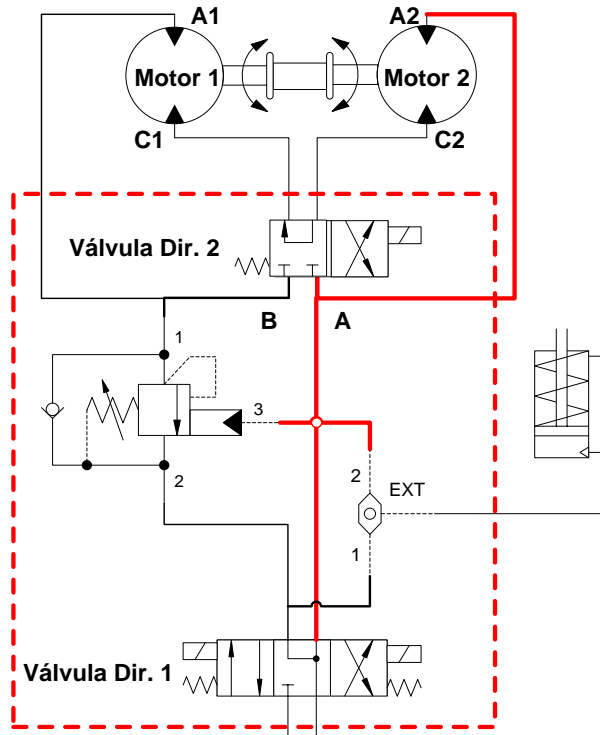 A1
A2
Motor 1
Motor 2
C1
C2
Válvula Dir. 2
B
A
1
3
2
2
EXT
1
Válvula Dir. 1